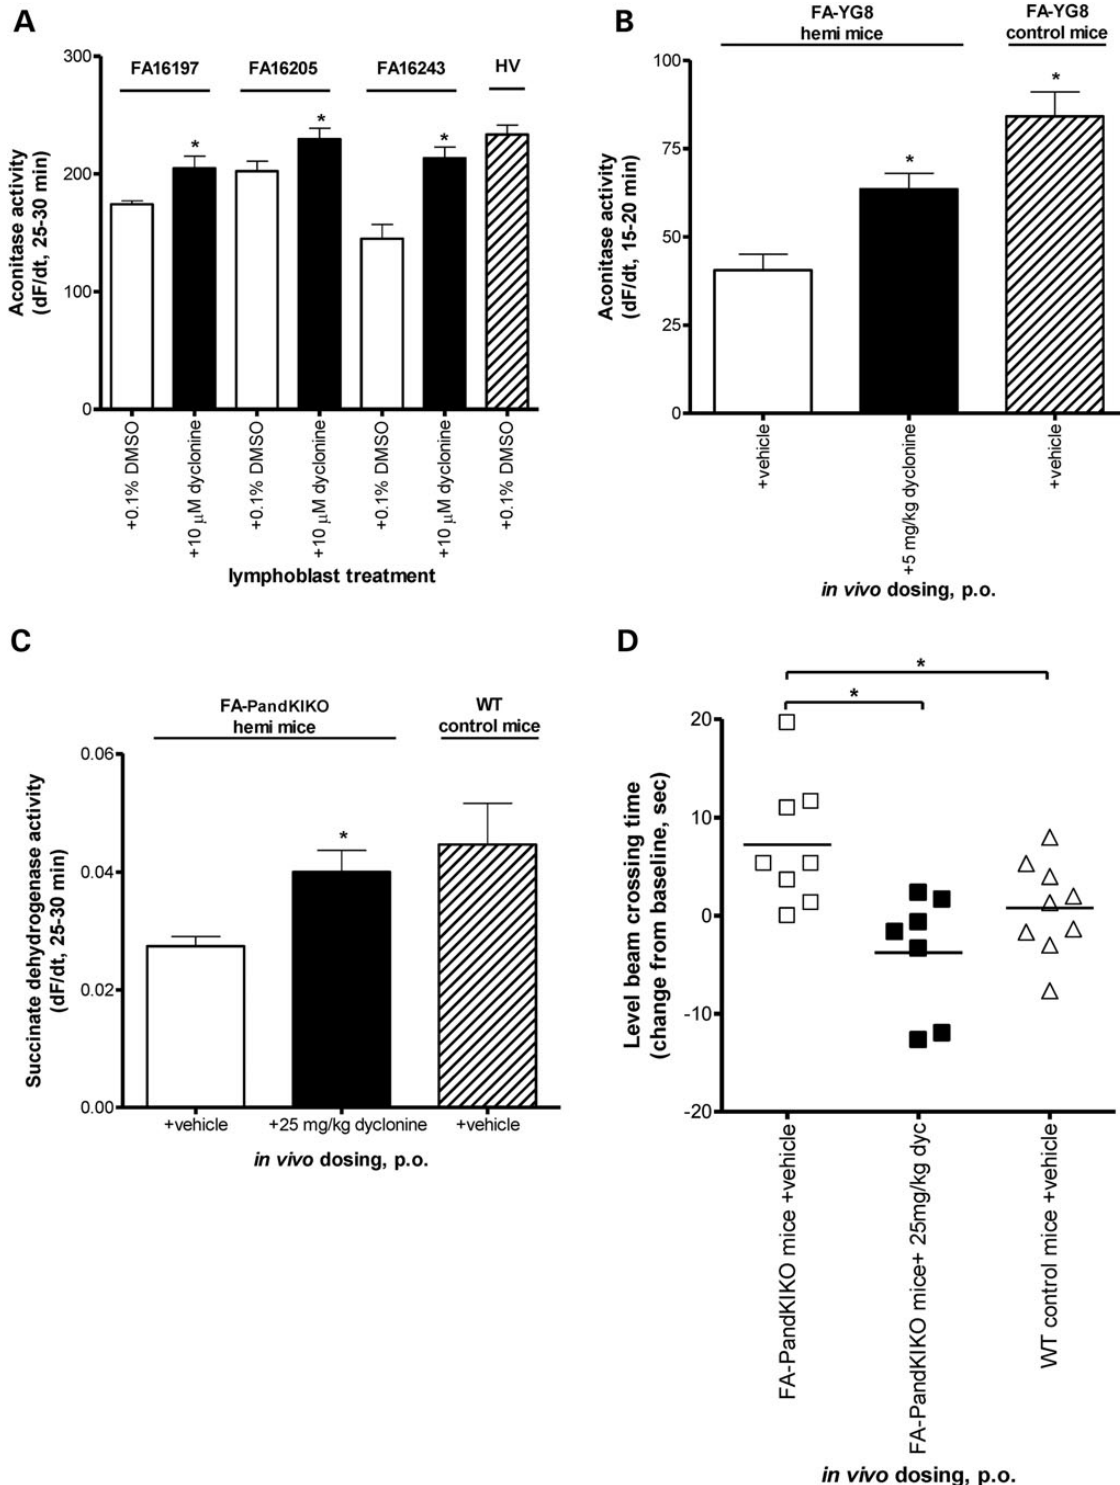 A
300
200
100
0
Aconitase activity
(dF/dt, 25-30 min)
FA16197
FA16205
FA16243
HV
*
*
*
+0.1% DMSO
+10 μM dyclonine
+0.1% DMSO
+10 μM dyclonine
+0.1% DMSO
+10 μM dyclonine
+0.1% DMSO
lymphoblast treatment
B
FA-YG8
hemi mice
FA-YG8
control mice
100
75
50
25
0
Aconitase activity
(dF/dt, 15-20 min)
*
*
+vehicle
+5 mg/kg dyclonine
+vehicle
in vivo dosing, p.o.
C
FA-PandKIKO
hemi mice
WT
control mice
0.06
0.04
0.02
0.00
Succinate dehydrogenase activity
(dF/dt, 25-30 min)
*
+vehicle
+25 mg/kg dyclonine
+vehicle
in vivo dosing, p.o.
D
*
*
20
10
0
-10
-20
Level beam crossing time
(change from baseline, sec)
FA-PandKIKO mice +vehicle
FA-PandKIKO mice+ 25mg/kg dyc
WT control mice +vehicle
in vivo dosing, p.o.